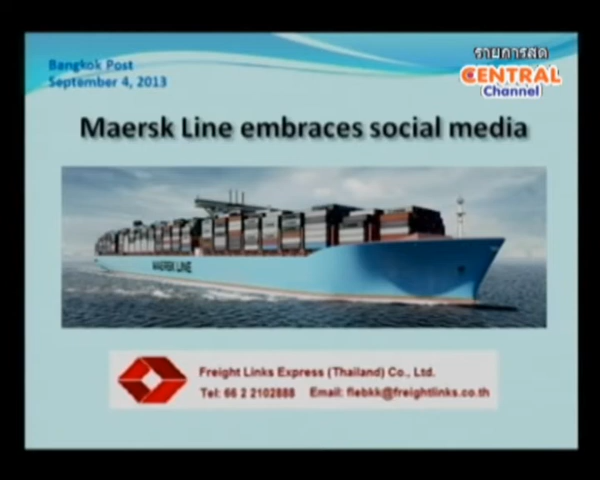 Bangkok Post
September 4, 2013
รายการสด
CENTRAL
Channel
Maersk Line embraces social media
MAERSK LINE
Freight Links Express (Thailand) Co., Ltd.
Tel: 66 2 2102888 Email: flebkk@freightlinks.co.th